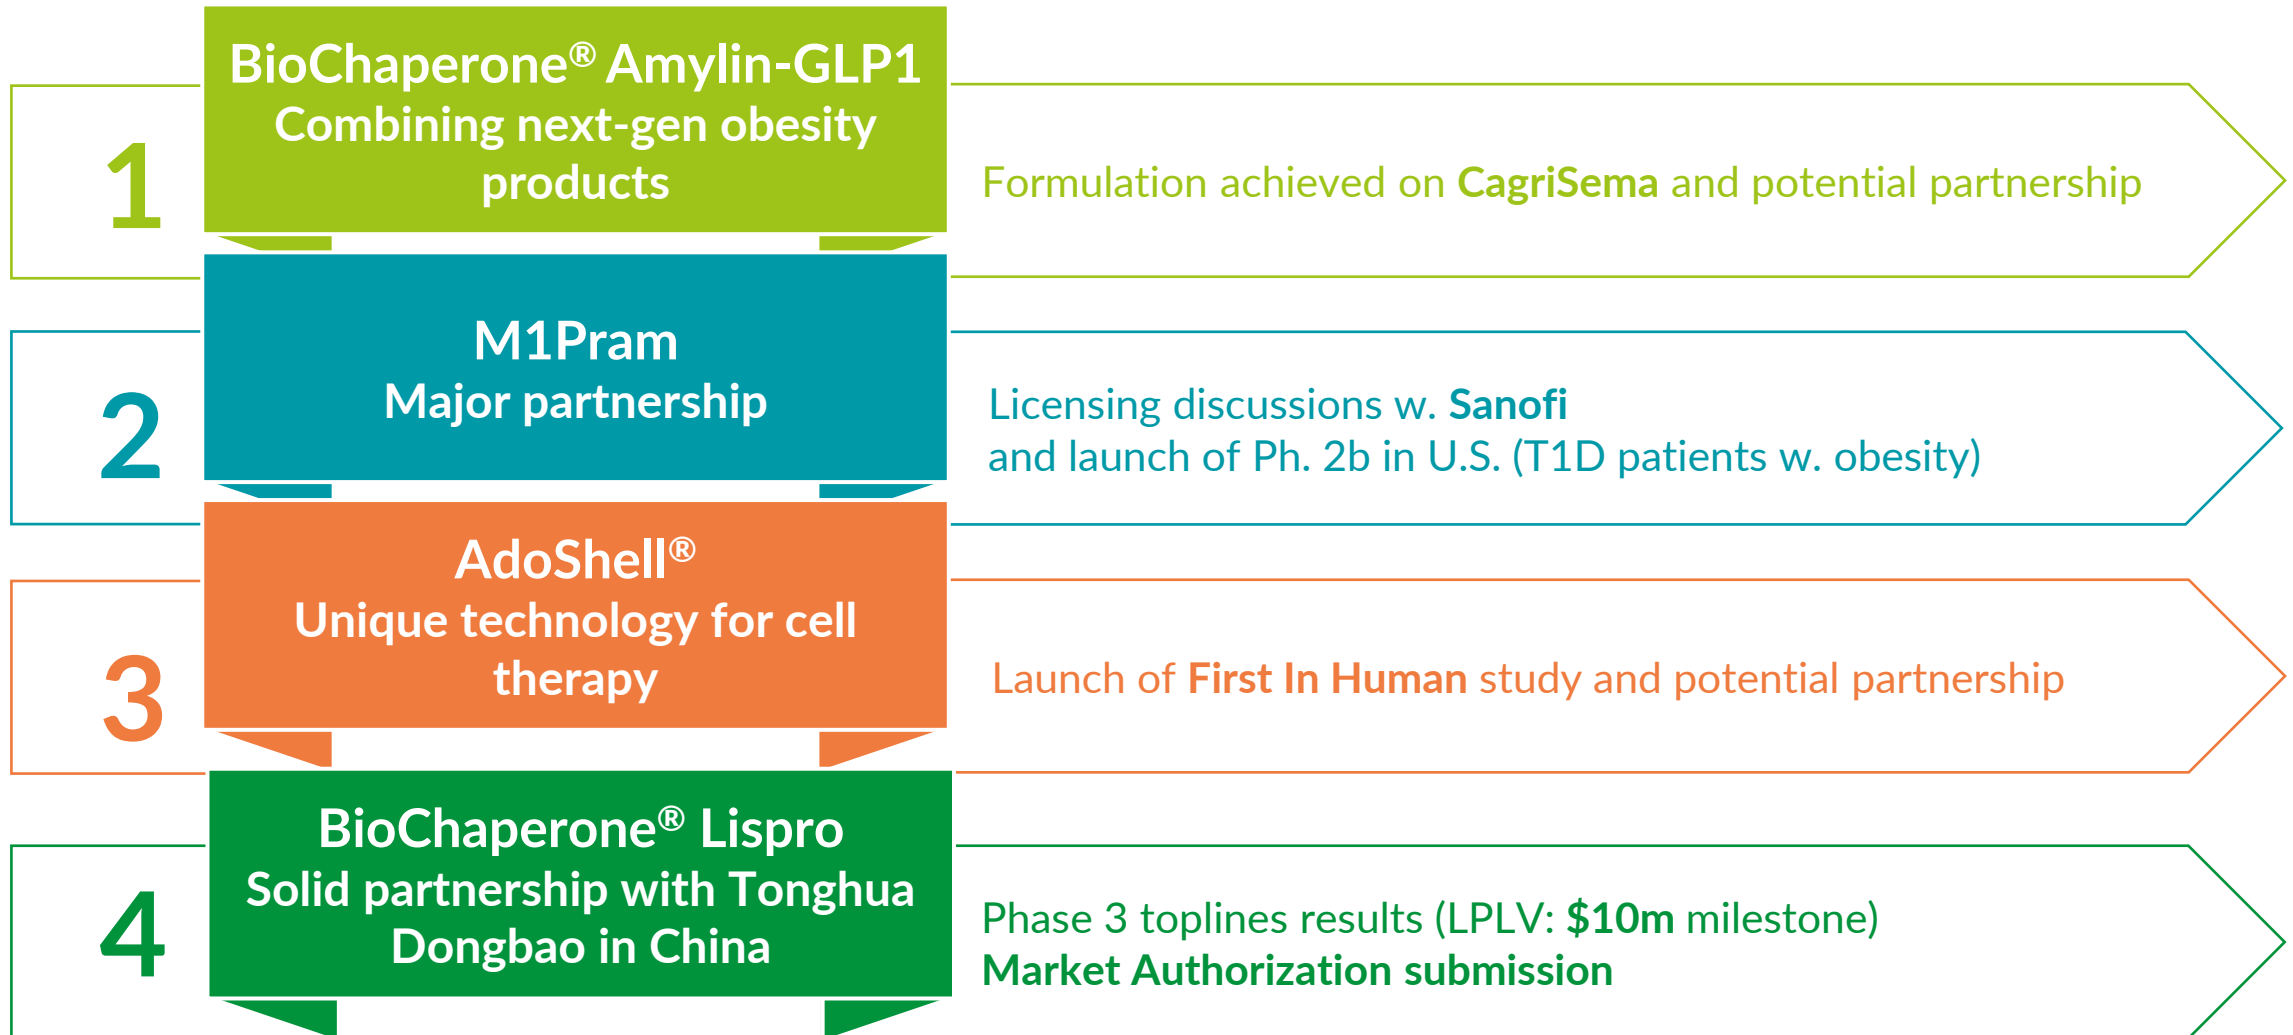 1
BioChaperone® Amylin-GLP1
Combining next-gen obesity
products
Formulation achieved on CagriSema and potential partnership
2
M1Pram
Major partnership
Licensing discussions w. Sanofi
and launch of Ph. 2b in U.S. (T1D patients w. obesity)
3
AdoShell®
Unique technology for cell
therapy
Launch of First In Human study and potential partnership
4
BioChaperone® Lispro
Solid partnership with Tonghua
Dongbao in China
Phase 3 toplines results (LPLV: $10m milestone)
Market Authorization submission